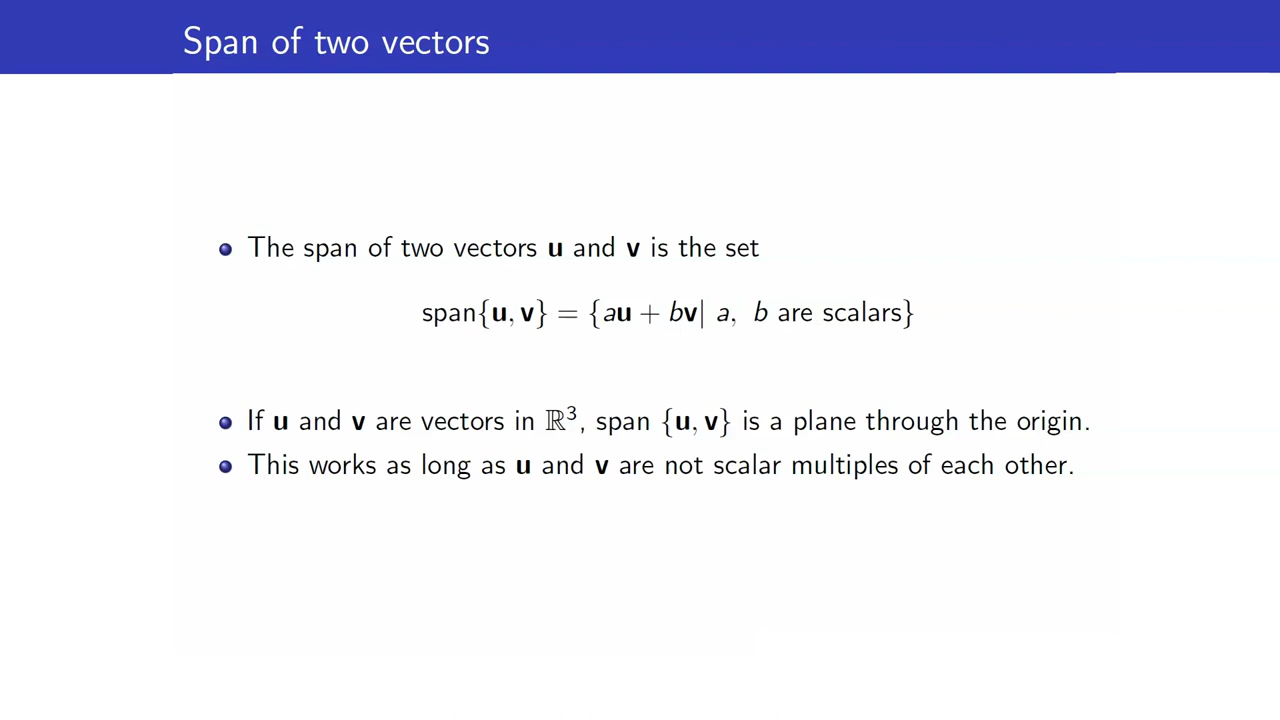 Span of two vectors
The span of two vectors u and v is the set
span{u, v} = {au + bv| a, b are scalars}
If u and v are vectors in ℝ³, span {u, v} is a plane through the origin.
This works as long as u and v are not scalar multiples of each other.